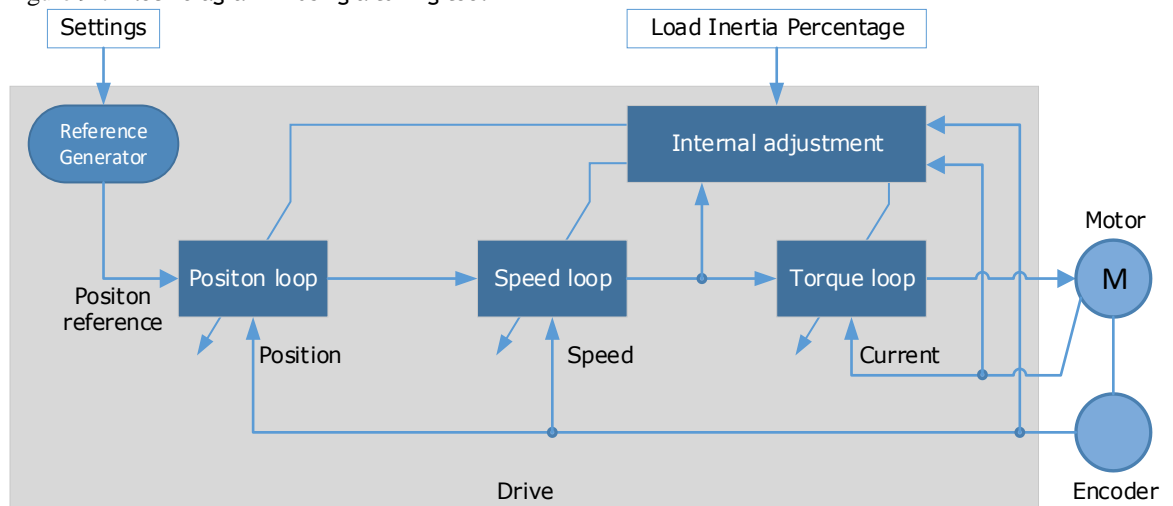 Settings
Load Inertia Percentage
Reference
Generator
Internal adjustment
Motor
Positon loop
Speed loop
Torque loop
M
Positon
reference
Position
Speed
Current
Drive
Encoder